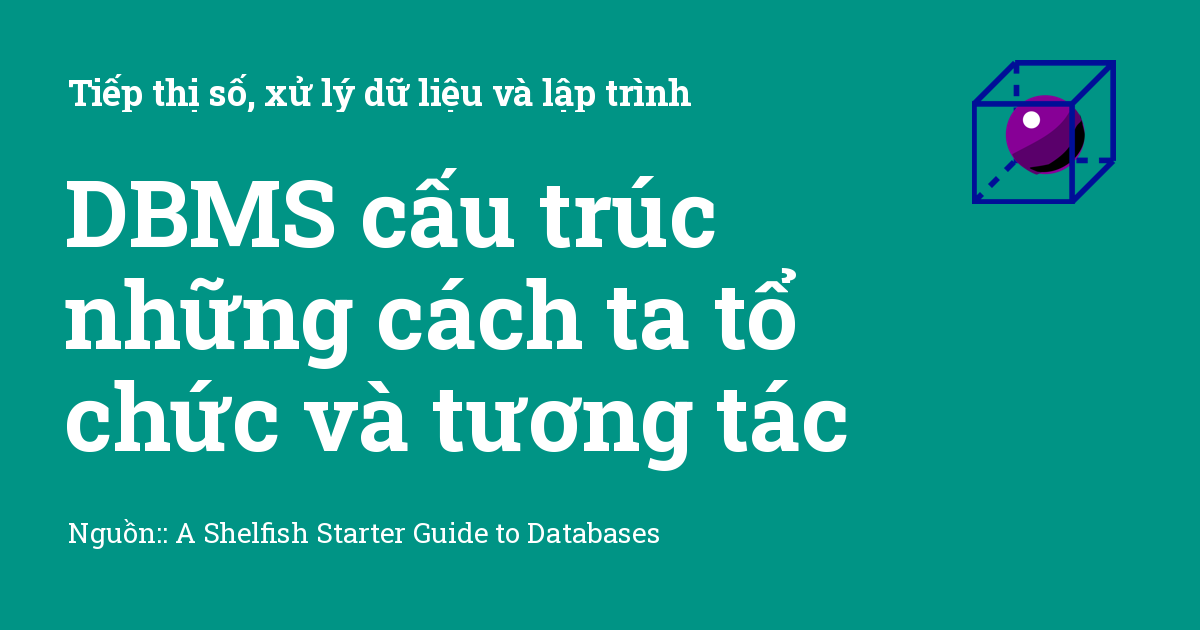 Tiếp thị số, xử lý dữ liệu và lập trình
DBMS cấu trúc
những cách ta tổ
chức và tương tác
Nguồn:: A Shelfish Starter Guide to Databases